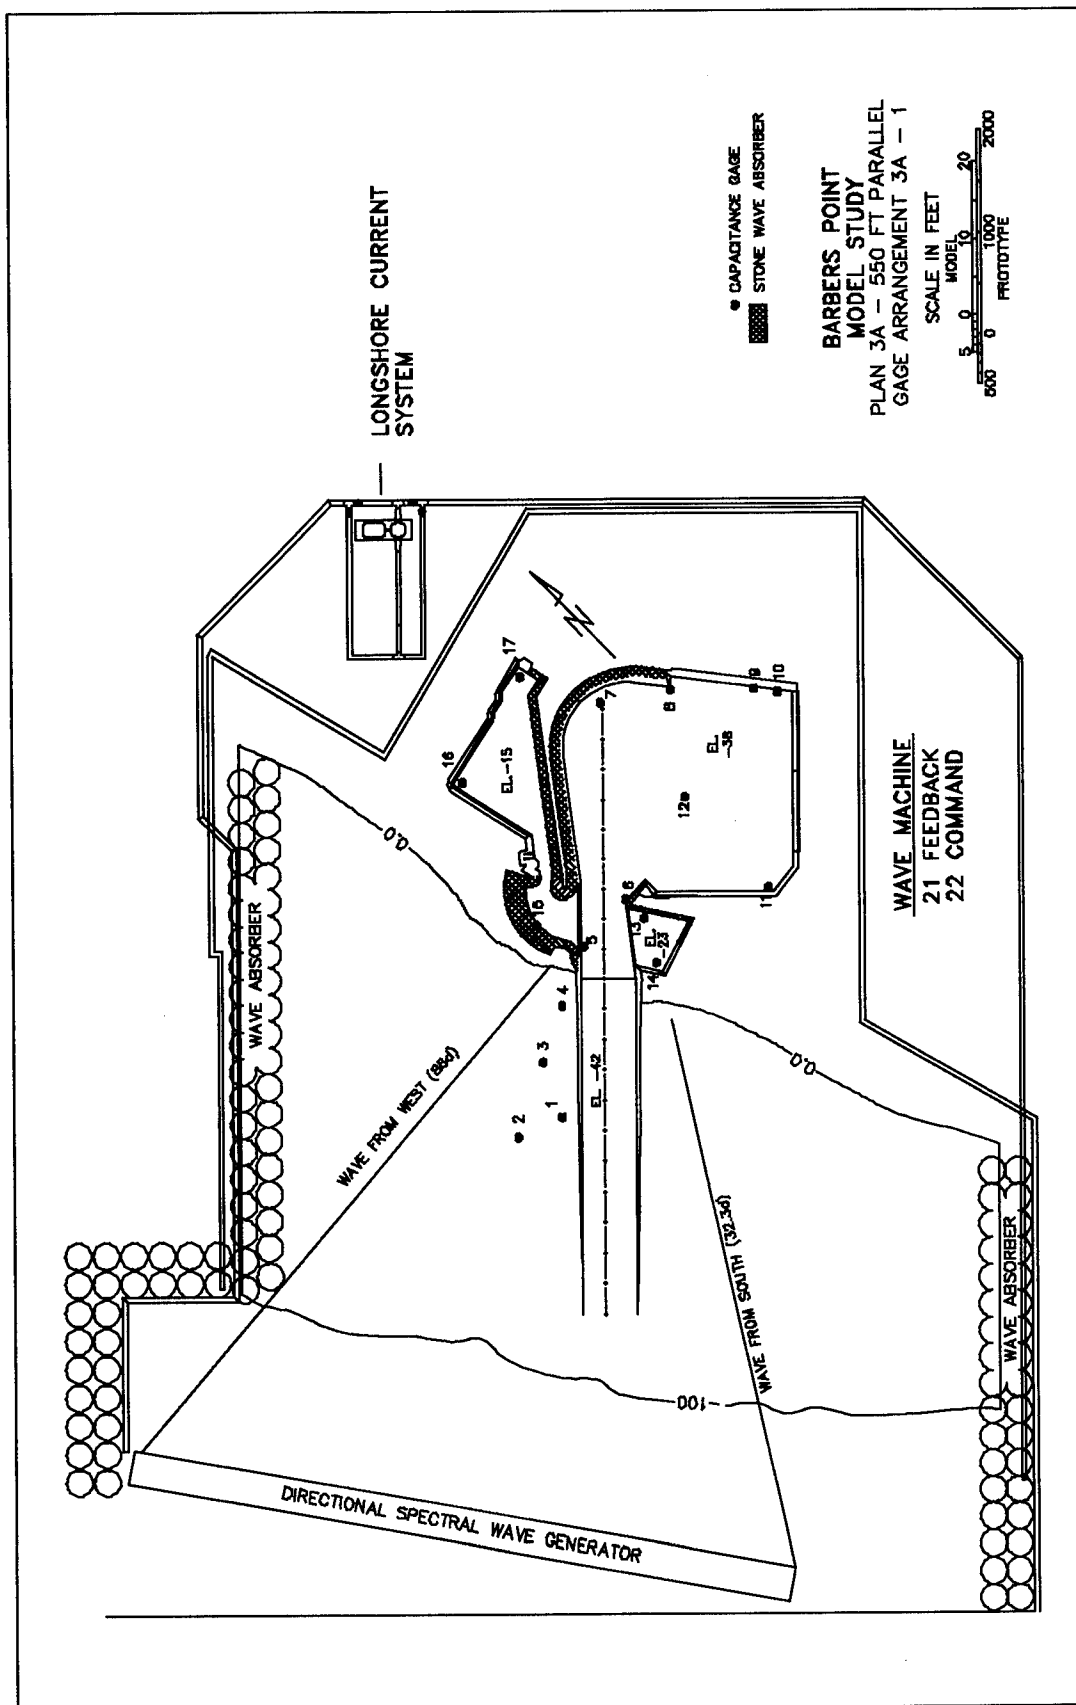 LONGSHORE CURRENT
SYSTEM
● CAPACITANCE GAGE
STONE WAVE ABSORBER
BARBERS POINT
MODEL STUDY
PLAN 3A - 550 FT PARALLEL
GAGE ARRANGEMENT 3A - 1
SCALE IN FEET
MODEL
5 0 10 20
500 0 1000 2000
PROTOTYPE
WAVE MACHINE
21 FEEDBACK
22 COMMAND
WAVE ABSORBER
0.0
WAVE FROM WEST (88d)
N
17
16
EL.-15
15
7
8
9
10
EL.
-38
12
11
6
13
EL.
-23
14
5
4
3
1
2
EL. -42
0.0
WAVE FROM SOUTH (32.3d)
-100
WAVE ABSORBER
DIRECTIONAL SPECTRAL WAVE GENERATOR